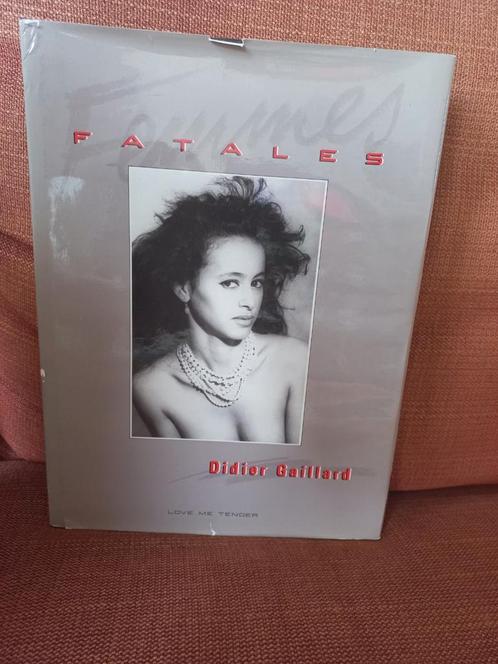 Femmes
FATALES
Didier Gaillard
LOVE ME TENDER